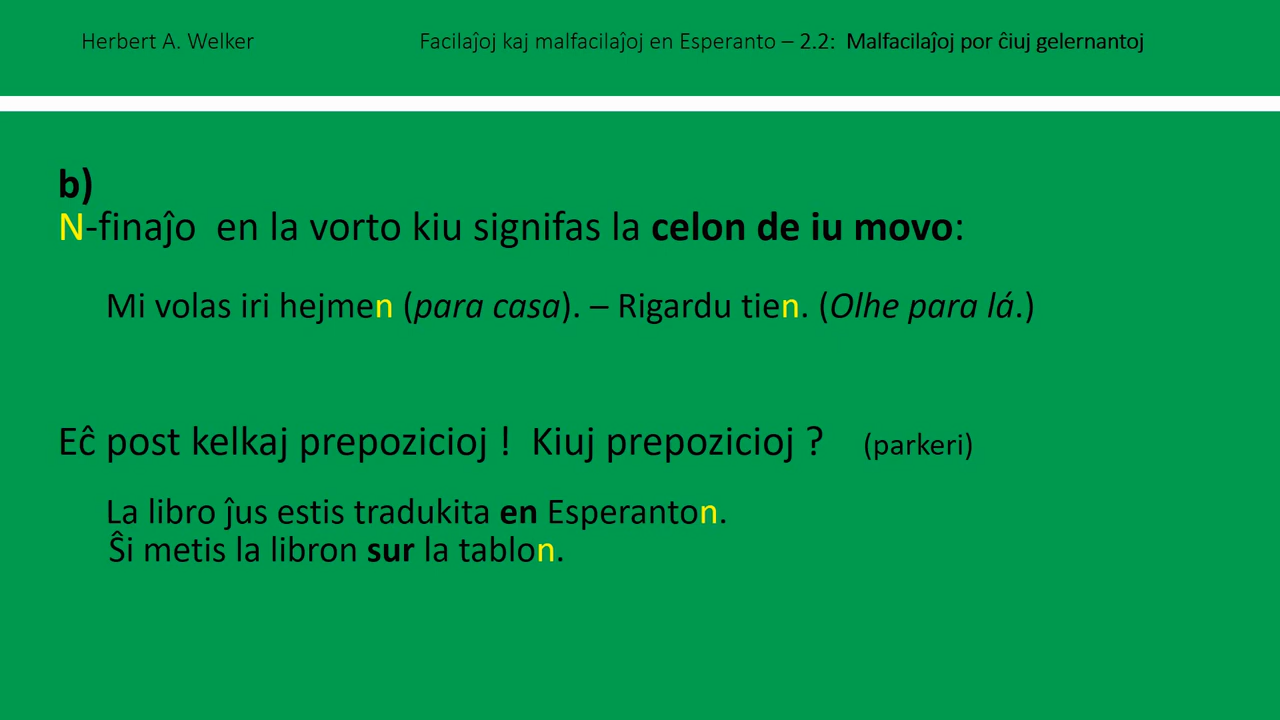 Herbert A. Welker
Facilaĵoj kaj malfacilaĵoj en Esperanto – 2.2: Malfacilaĵoj por ĉiuj gelernantoj
b)
N-finaĵo en la vorto kiu signifas la celon de iu movo:
Mi volas iri hejmen (para casa). – Rigardu tien. (Olhe para lá.)
Eĉ post kelkaj prepozicioj ! Kiuj prepozicioj ? (parkeri)
La libro ĵus estis tradukita en Esperanton.
Ŝi metis la libron sur la tablon.